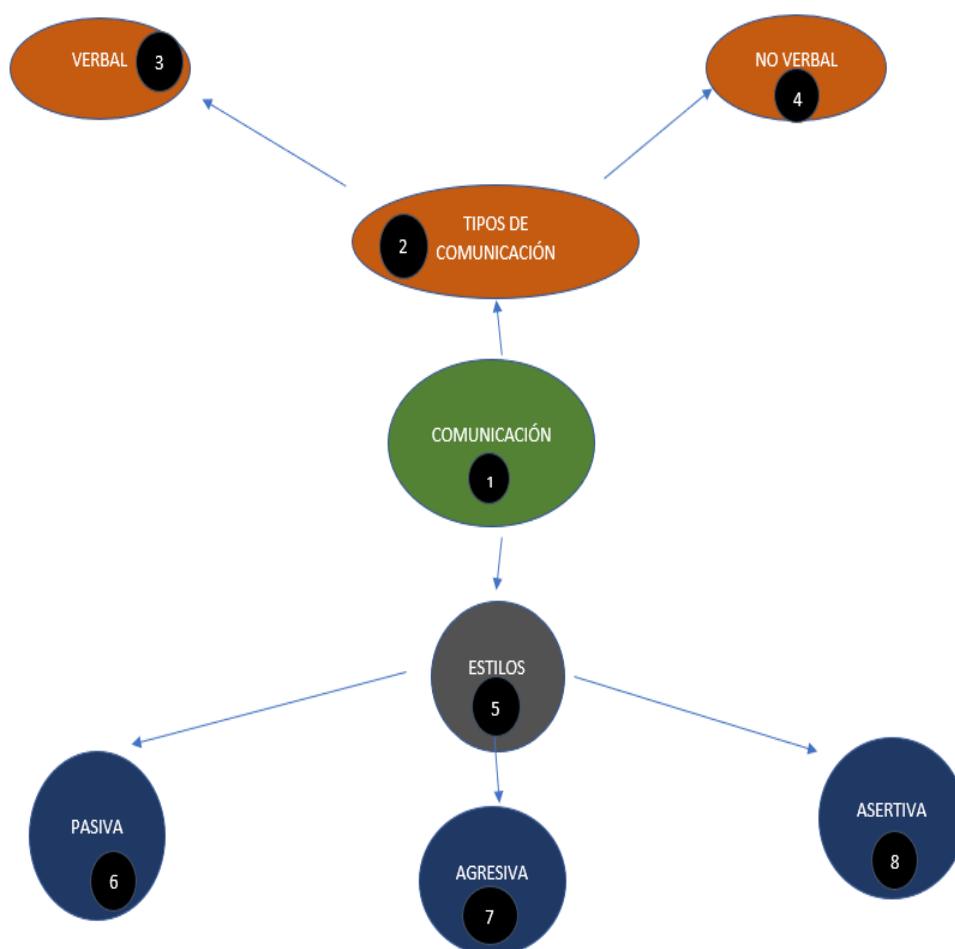 VERBAL
3
NO VERBAL
4
TIPOS DE
COMUNICACIÓN
2
COMUNICACIÓN
1
ESTILOS
5
PASIVA
6
AGRESIVA
7
ASERTIVA
8